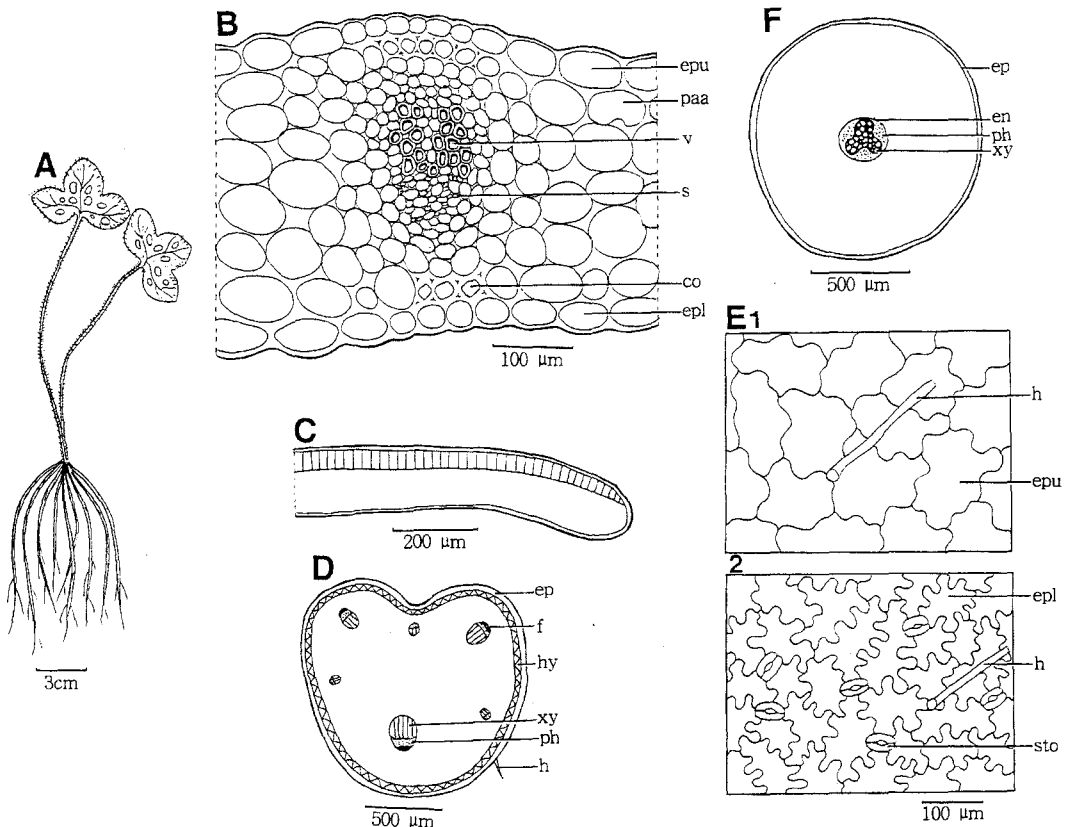 A
3cm
B
epu
paa
v
s
co
epl
100 μm
C
200 μm
D
ep
f
hy
xy
ph
h
500 μm
F
ep
en
ph
xy
500 μm
E1
h
epu
2
epl
h
sto
100 μm